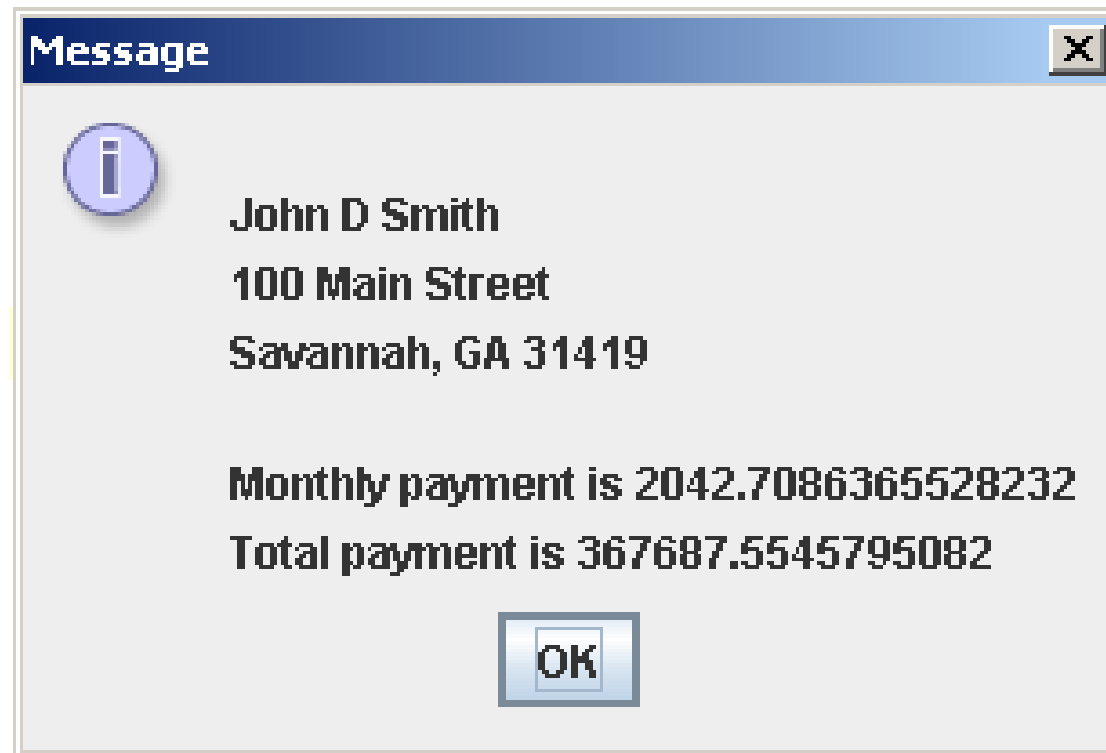 Message
John D Smith
100 Main Street
Savannah, GA 31419
Monthly payment is 2042.7086365528232
Total payment is 367687.5545795082
OK